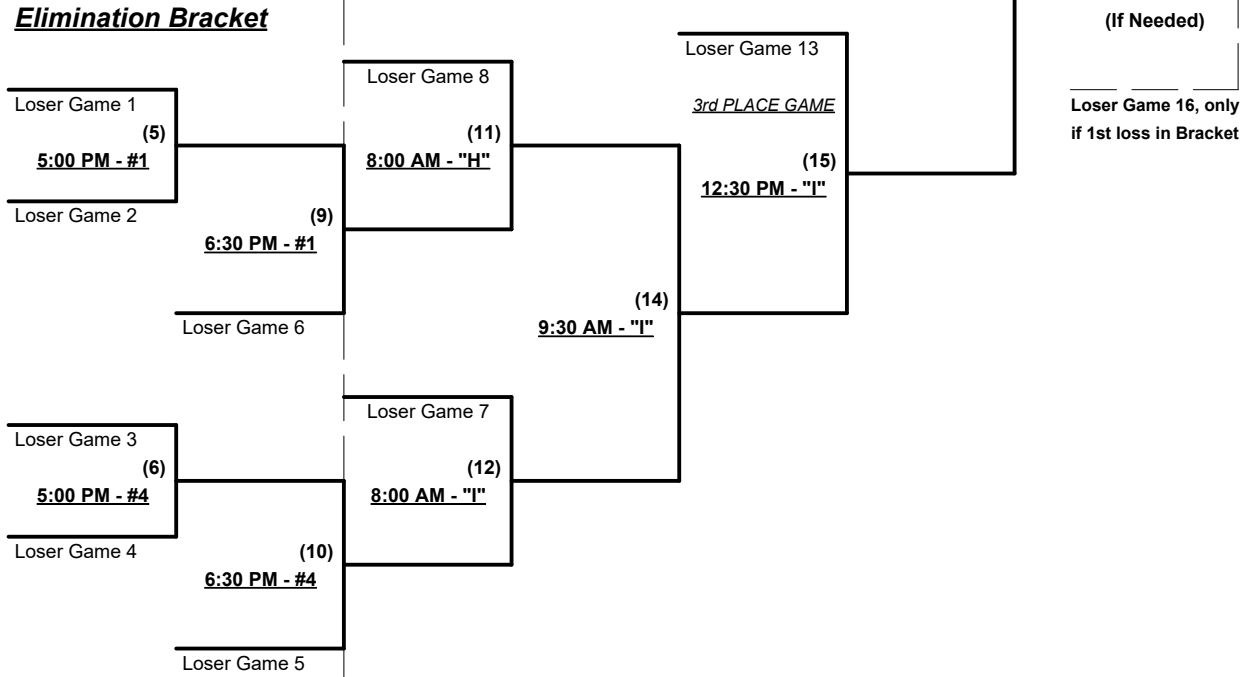 Elimination Bracket
(If Needed)
Loser Game 13
Loser Game 8
Loser Game 1
3rd PLACE GAME
Loser Game 16, only
if 1st loss in Bracket
(5)
5:00 PM - #1
(11)
8:00 AM - "H"
(15)
12:30 PM - "I"
Loser Game 2
(9)
6:30 PM - #1
(14)
9:30 AM - "I"
Loser Game 6
Loser Game 7
Loser Game 3
(6)
5:00 PM - #4
(12)
8:00 AM - "I"
Loser Game 4
(10)
6:30 PM - #4
Loser Game 5